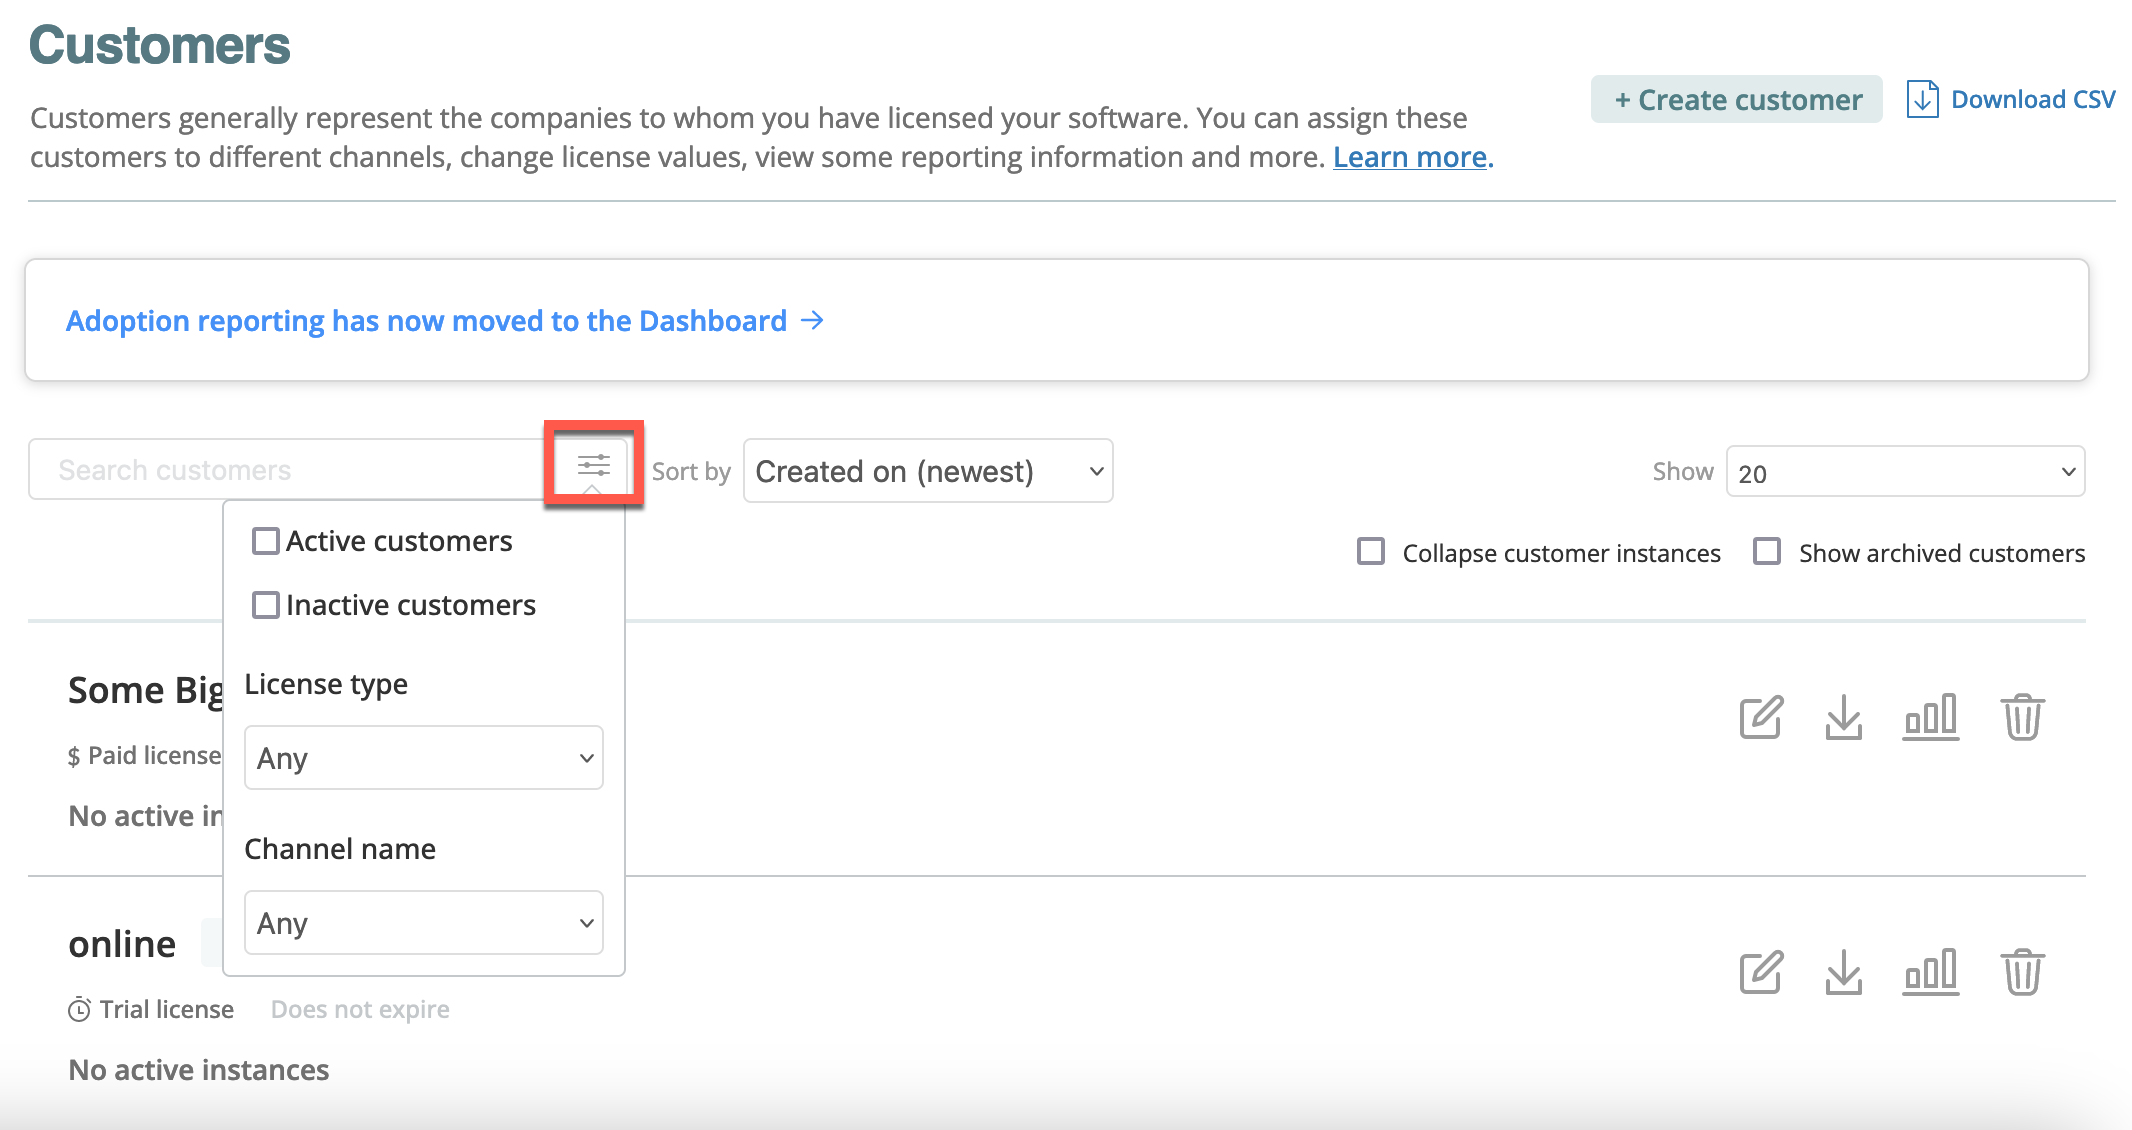 Customers
Customers generally represent the companies to whom you have licensed your software. You can assign these
customers to different channels, change license values, view some reporting information and more. Learn more.
+ Create customer
Download CSV
Adoption reporting has now moved to the Dashboard →
Search customers
Sort by
Created on (newest)
Show
20
Collapse customer instances
Show archived customers
Active customers
Inactive customers
License type
Any
Channel name
Any
Some Big
$ Paid license
No active in
online
Trial license
Does not expire
No active instances